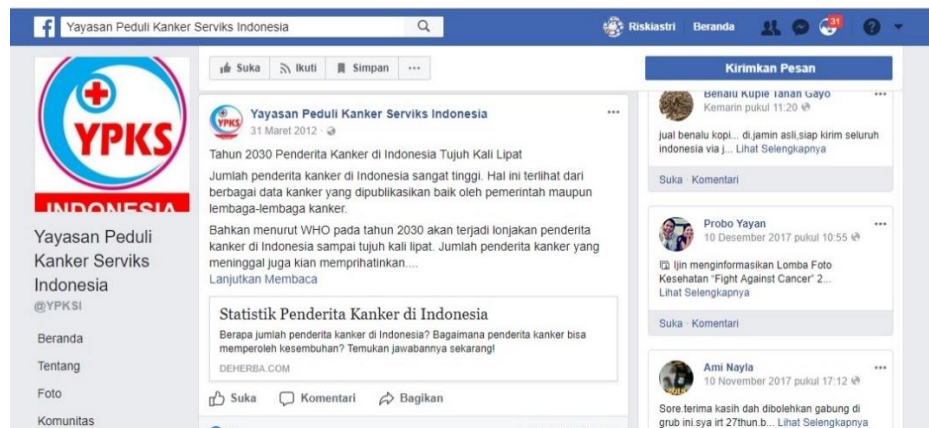 Yayasan Peduli Kanker Serviks Indonesia
Riskiastri
Beranda
31
YPKS
INDONESIA
Yayasan Peduli
Kanker Serviks
Indonesia
@YPKSI
Beranda
Tentang
Foto
Komunitas
Suka Ikuti Simpan ...
YPKS
Yayasan Peduli Kanker Serviks Indonesia
31 Maret 2012
Tahun 2030 Penderita Kanker di Indonesia Tujuh Kali Lipat
Jumlah penderita kanker di Indonesia sangat tinggi. Hal ini terlihat dari
berbagai data kanker yang dipublikasikan baik oleh pemerintah maupun
lembaga-lembaga kanker.
Bahkan menurut WHO pada tahun 2030 akan terjadi lonjakan penderita
kanker di Indonesia sampai tujuh kali lipat. Jumlah penderita kanker yang
meninggal juga kian memprihatinkan....
Lanjutkan Membaca
Statistik Penderita Kanker di Indonesia
Berapa jumlah penderita kanker di Indonesia? Bagaimana penderita kanker bisa
memperoleh kesembuhan? Temukan jawabannya sekarang!
DEHERBA.COM
Suka Komentari Bagikan
Kirimkan Pesan
Benalu Kopie Tanah Gayo
Kemarin pukul 11:20
jual benalu kopi... di.jamin asli,siap kirim seluruh
indonesia via j... Lihat Selengkapnya
Suka · Komentari
Probo Yayan
10 Desember 2017 pukul 10:55
Ijin menginformasikan Lomba Foto
Kesehatan "Fight Against Cancer" 2...
Lihat Selengkapnya
Suka · Komentari
Ami Nayla
10 November 2017 pukul 17:12
Sore.terima kasih dah dibolehkan gabung di
grub ini.sya irt 27thun.b... Lihat Selengkapnya